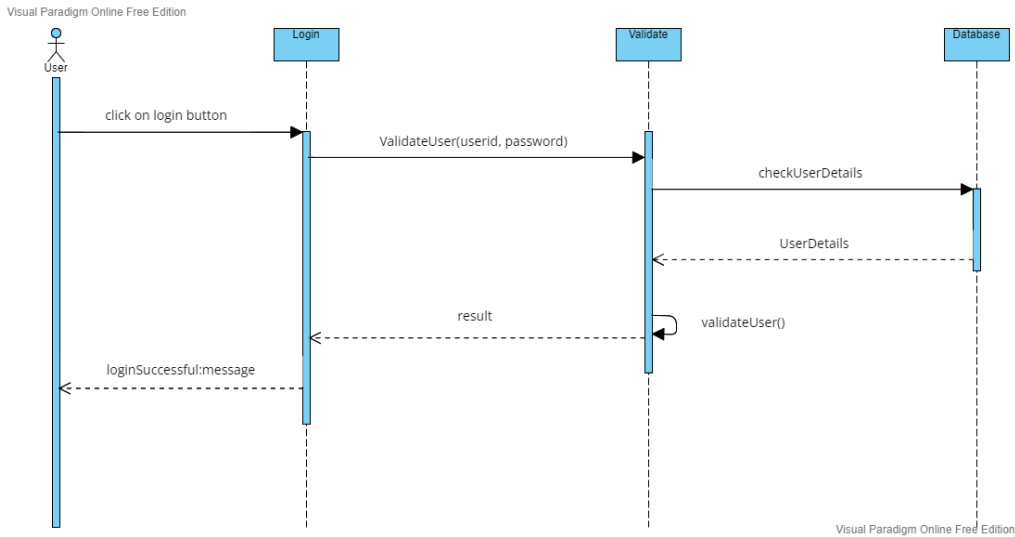 Visual Paradigm Online Free Edition
User
Login
Validate
Database
click on login button
ValidateUser(userid, password)
checkUserDetails
UserDetails
result
validateUser()
loginSuccessful:message
Visual Paradigm Online Free Edition